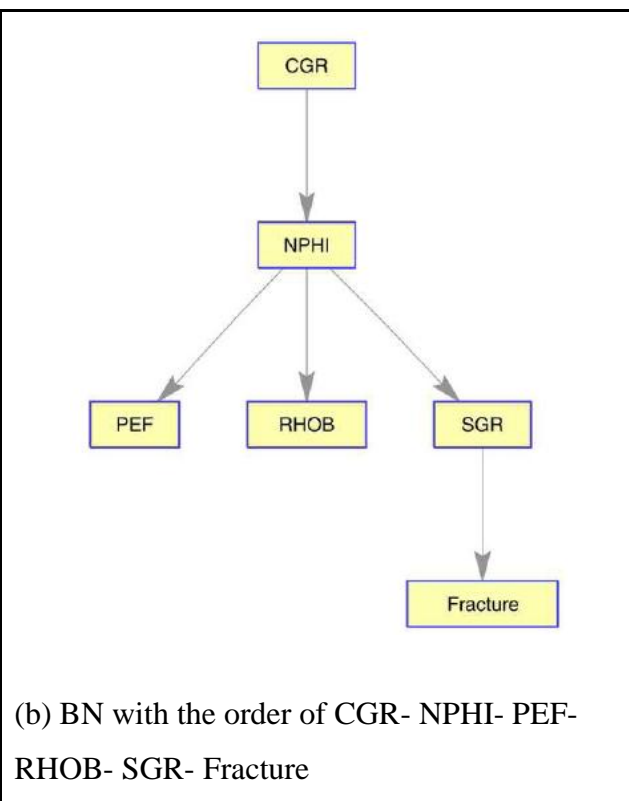 CGR
NPHI
PEF RHOB SGR
Fracture
(b) BN with the order of CGR- NPHI- PEF-
RHOB- SGR- Fracture